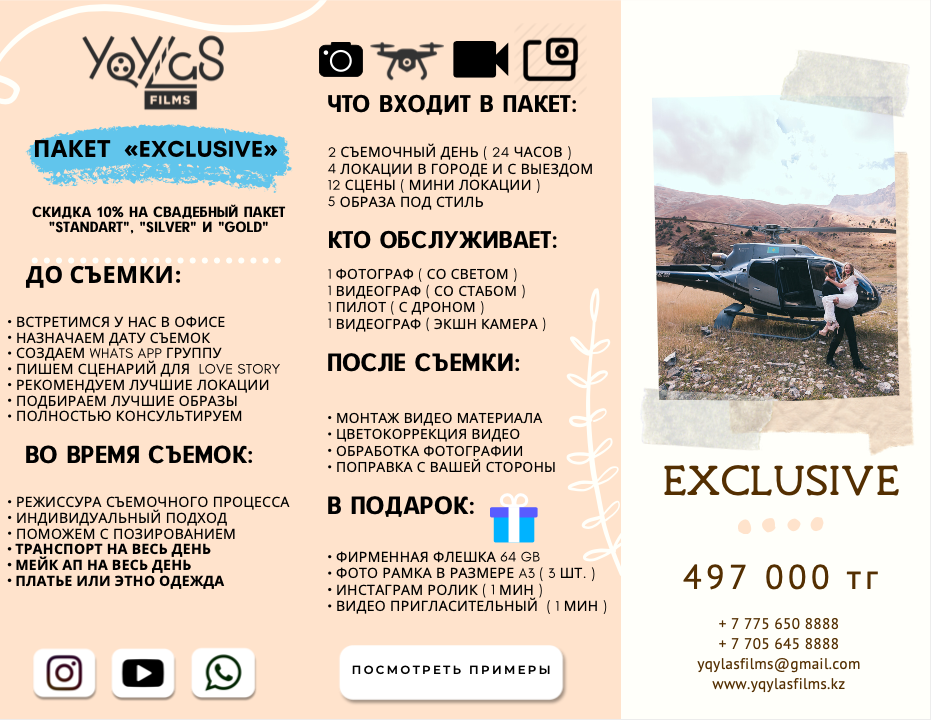 YQYLAS
FILMS
ПАКЕТ «EXCLUSIVE»
СКИДКА 10% НА СВАДЕБНЫЙ ПАКЕТ
"STANDART", "SILVER" И "GOLD"
ДО СЪЕМКИ:
• ВСТРЕТИМСЯ У НАС В ОФИСЕ
• НАЗНАЧАЕМ ДАТУ СЪЕМОК
• СОЗДАЕМ WHATS APP ГРУППУ
• ПИШЕМ СЦЕНАРИЙ ДЛЯ LOVE STORY
• РЕКОМЕНДУЕМ ЛУЧШИЕ ЛОКАЦИИ
• ПОДБИРАЕМ ЛУЧШИЕ ОБРАЗЫ
• ПОЛНОСТЬЮ КОНСУЛЬТИРУЕМ
ВО ВРЕМЯ СЪЕМОК:
• РЕЖИССУРА СЪЕМОЧНОГО ПРОЦЕССА
• ИНДИВИДУАЛЬНЫЙ ПОДХОД
• ПОМОЖЕМ С ПОЗИРОВАНИЕМ
• ТРАНСПОРТ НА ВЕСЬ ДЕНЬ
• МЕЙК АП НА ВЕСЬ ДЕНЬ
• ПЛАТЬЕ ИЛИ ЭТНО ОДЕЖДА
ЧТО ВХОДИТ В ПАКЕТ:
2 СЪЕМОЧНЫЙ ДЕНЬ ( 24 ЧАСОВ )
4 ЛОКАЦИИ В ГОРОДЕ И С ВЫЕЗДОМ
12 СЦЕНЫ ( МИНИ ЛОКАЦИИ )
5 ОБРАЗА ПОД СТИЛЬ
КТО ОБСЛУЖИВАЕТ:
1 ФОТОГРАФ ( СО СВЕТОМ )
1 ВИДЕОГРАФ ( СО СТАБОМ )
1 ПИЛОТ ( С ДРОНОМ )
1 ВИДЕОГРАФ ( ЭКШН КАМЕРА )
ПОСЛЕ СЪЕМКИ:
• МОНТАЖ ВИДЕО МАТЕРИАЛА
• ЦВЕТОКОРРЕКЦИЯ ВИДЕО
• ОБРАБОТКА ФОТОГРАФИИ
• ПОПРАВКА С ВАШЕЙ СТОРОНЫ
В ПОДАРОК:
• ФИРМЕННАЯ ФЛЕШКА 64 GB
• ФОТО РАМКА В РАЗМЕРЕ А3 ( 3 ШТ. )
• ИНСТАГРАМ РОЛИК ( 1 МИН )
• ВИДЕО ПРИГЛАСИТЕЛЬНЫЙ ( 1 МИН )
ПОСМОТРЕТЬ ПРИМЕРЫ
EXCLUSIVE
497 000 тг
+ 7 775 650 8888
+ 7 705 645 8888
yqylasfilms@gmail.com
www.yqylasfilms.kz